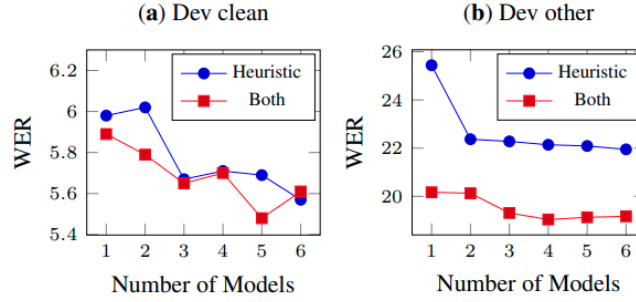 (a) Dev clean
(b) Dev other
WER
6.2
6
5.8
5.6
5.4
Heuristic
Both
1 2 3 4 5 6
Number of Models
WER
26
24
22
20
Heuristic
Both
1 2 3 4 5 6
Number of Models